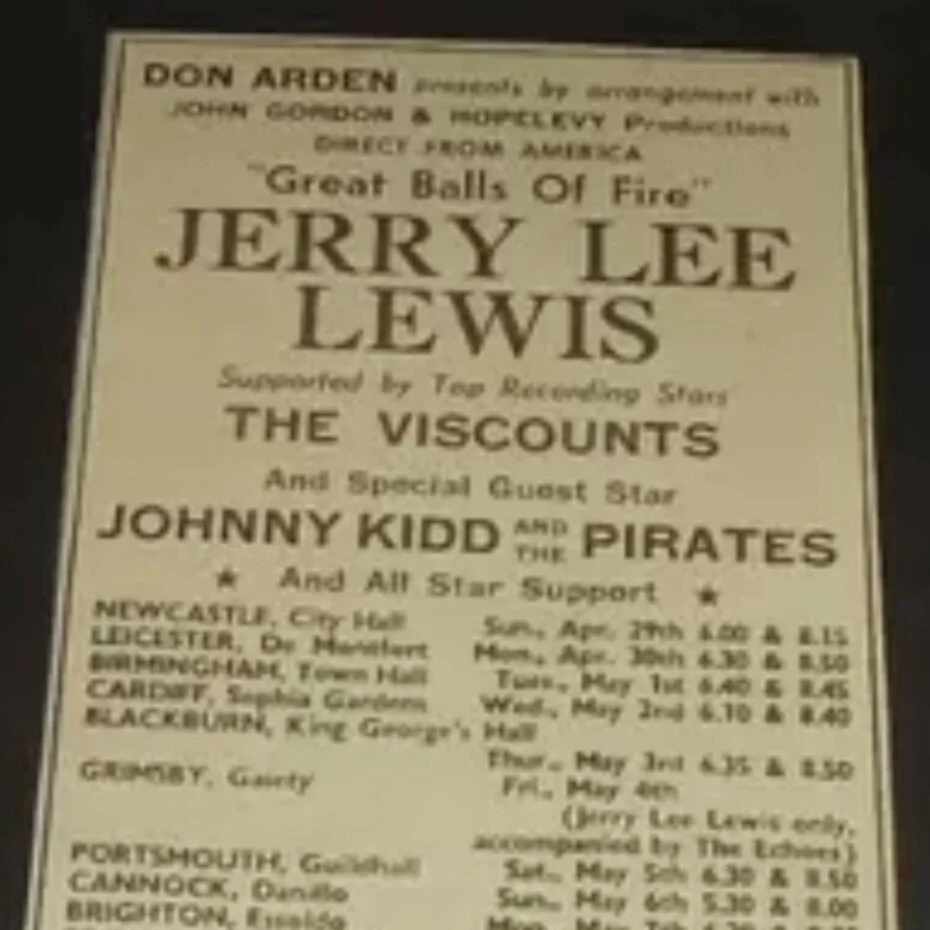 DON ARDEN presents by arrangement with
JOHN GORDON & HOPELEVY Productions
DIRECT FROM AMERICA
"Great Balls Of Fire"
JERRY LEE
LEWIS
Supported by Top Recording Stars
THE VISCOUNTS
And Special Guest Star
JOHNNY KIDD AND THE PIRATES
★ And All Star Support ★
NEWCASTLE, City Hall Sun., Apr. 29th 6.00 & 8.15
LEICESTER, De Montfort Mon., Apr. 30th 6.30 & 8.50
BIRMINGHAM, Town Hall Tues., May 1st 6.40 & 8.45
CARDIFF, Sophia Gardens Wed., May 2nd 6.10 & 8.40
BLACKBURN, King George's Hall
Thur., May 3rd 6.35 & 8.50
GRIMSBY, Gaiety Fri., May 4th
(Jerry Lee Lewis only,
accompanied by The Echoes)
PORTSMOUTH, Guildhall Sat., May 5th 6.30 & 8.50
CANNOCK, Danilo Sun., May 6th 5.30 & 8.00
BRIGHTON, Essoldo Mon., May 7th